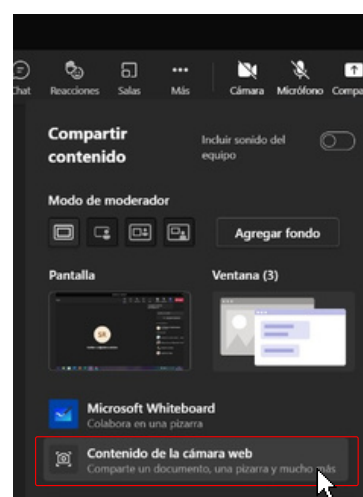 Chat Reacciones Salas Más Cámara Micrófono Compa
Compartir contenido
Incluir sonido del equipo
Modo de moderador
Agregar fondo
Pantalla
Ventana (3)
SR
Microsoft Whiteboard
Colabora en una pizarra
Contenido de la cámara web
Comparte un documento, una pizarra y mucho más